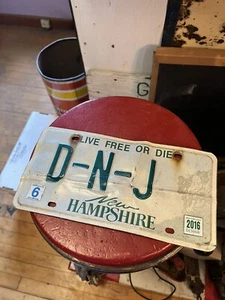 LIVE FREE OR DIE
D-N-J
6
New
HAMPSHIRE
2016